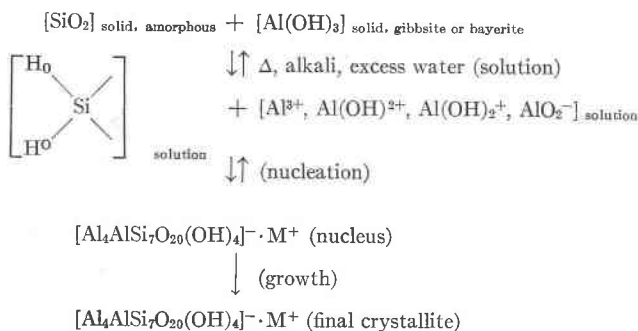 [SiO₂] solid, amorphous + [Al(OH)₃] solid, gibbsite or bayerite
↓↑ Δ, alkali, excess water (solution)
[HO HO Si] solution + [Al³⁺, Al(OH)²⁺, Al(OH)₂⁺, AlO₂⁻] solution
↓↑ (nucleation)
[Al₄AlSi₇O₂₀(OH)₄]⁻·M⁺ (nucleus)
↓ (growth)
[Al₄AlSi₇O₂₀(OH)₄]⁻·M⁺ (final crystallite)